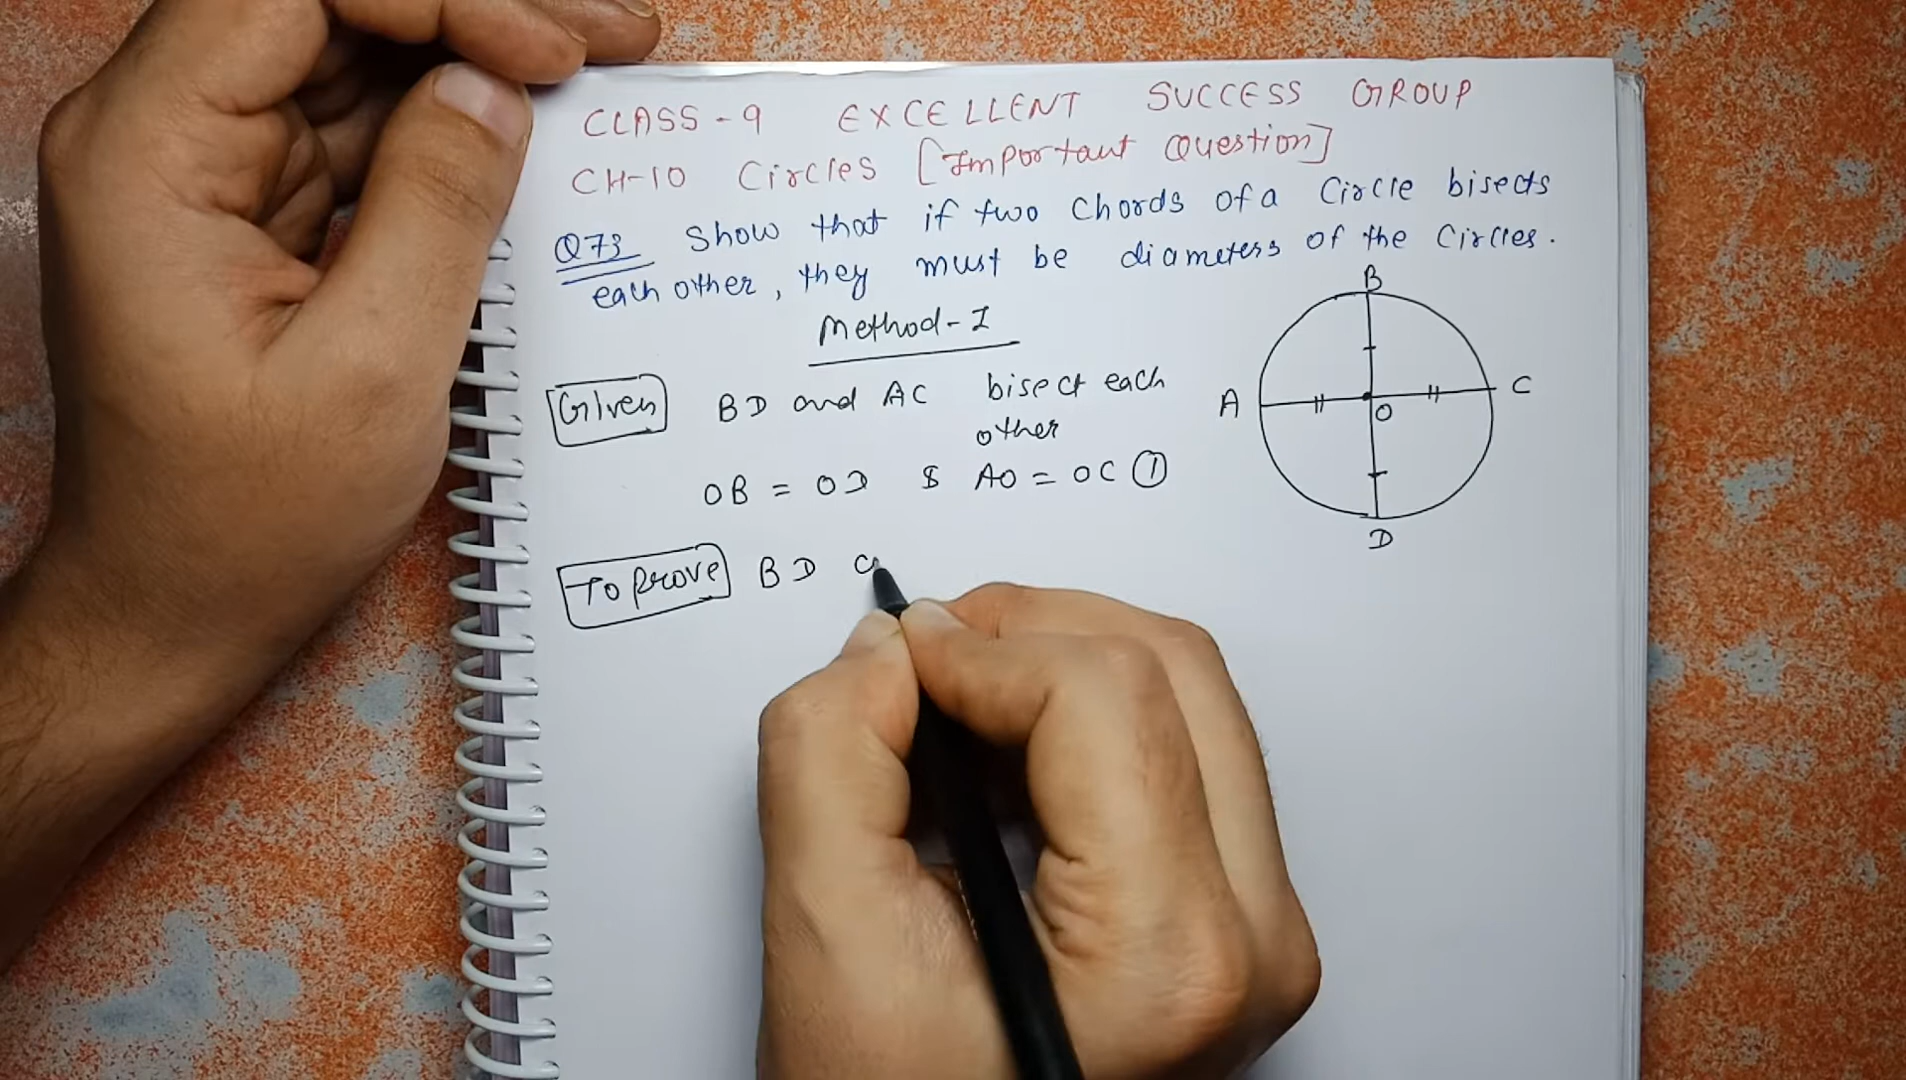 CLASS - 9 EXCELLENT SUCCESS GROUP
CH-10 Circles [Important Question]
Q73 Show that if two chords of a Circle bisects
each other, they must be diameters of the Circles.
Method - I
Given BD and AC bisect each
other
OB = OD & AO = OC ①
To prove BD
B
A
O
C
D